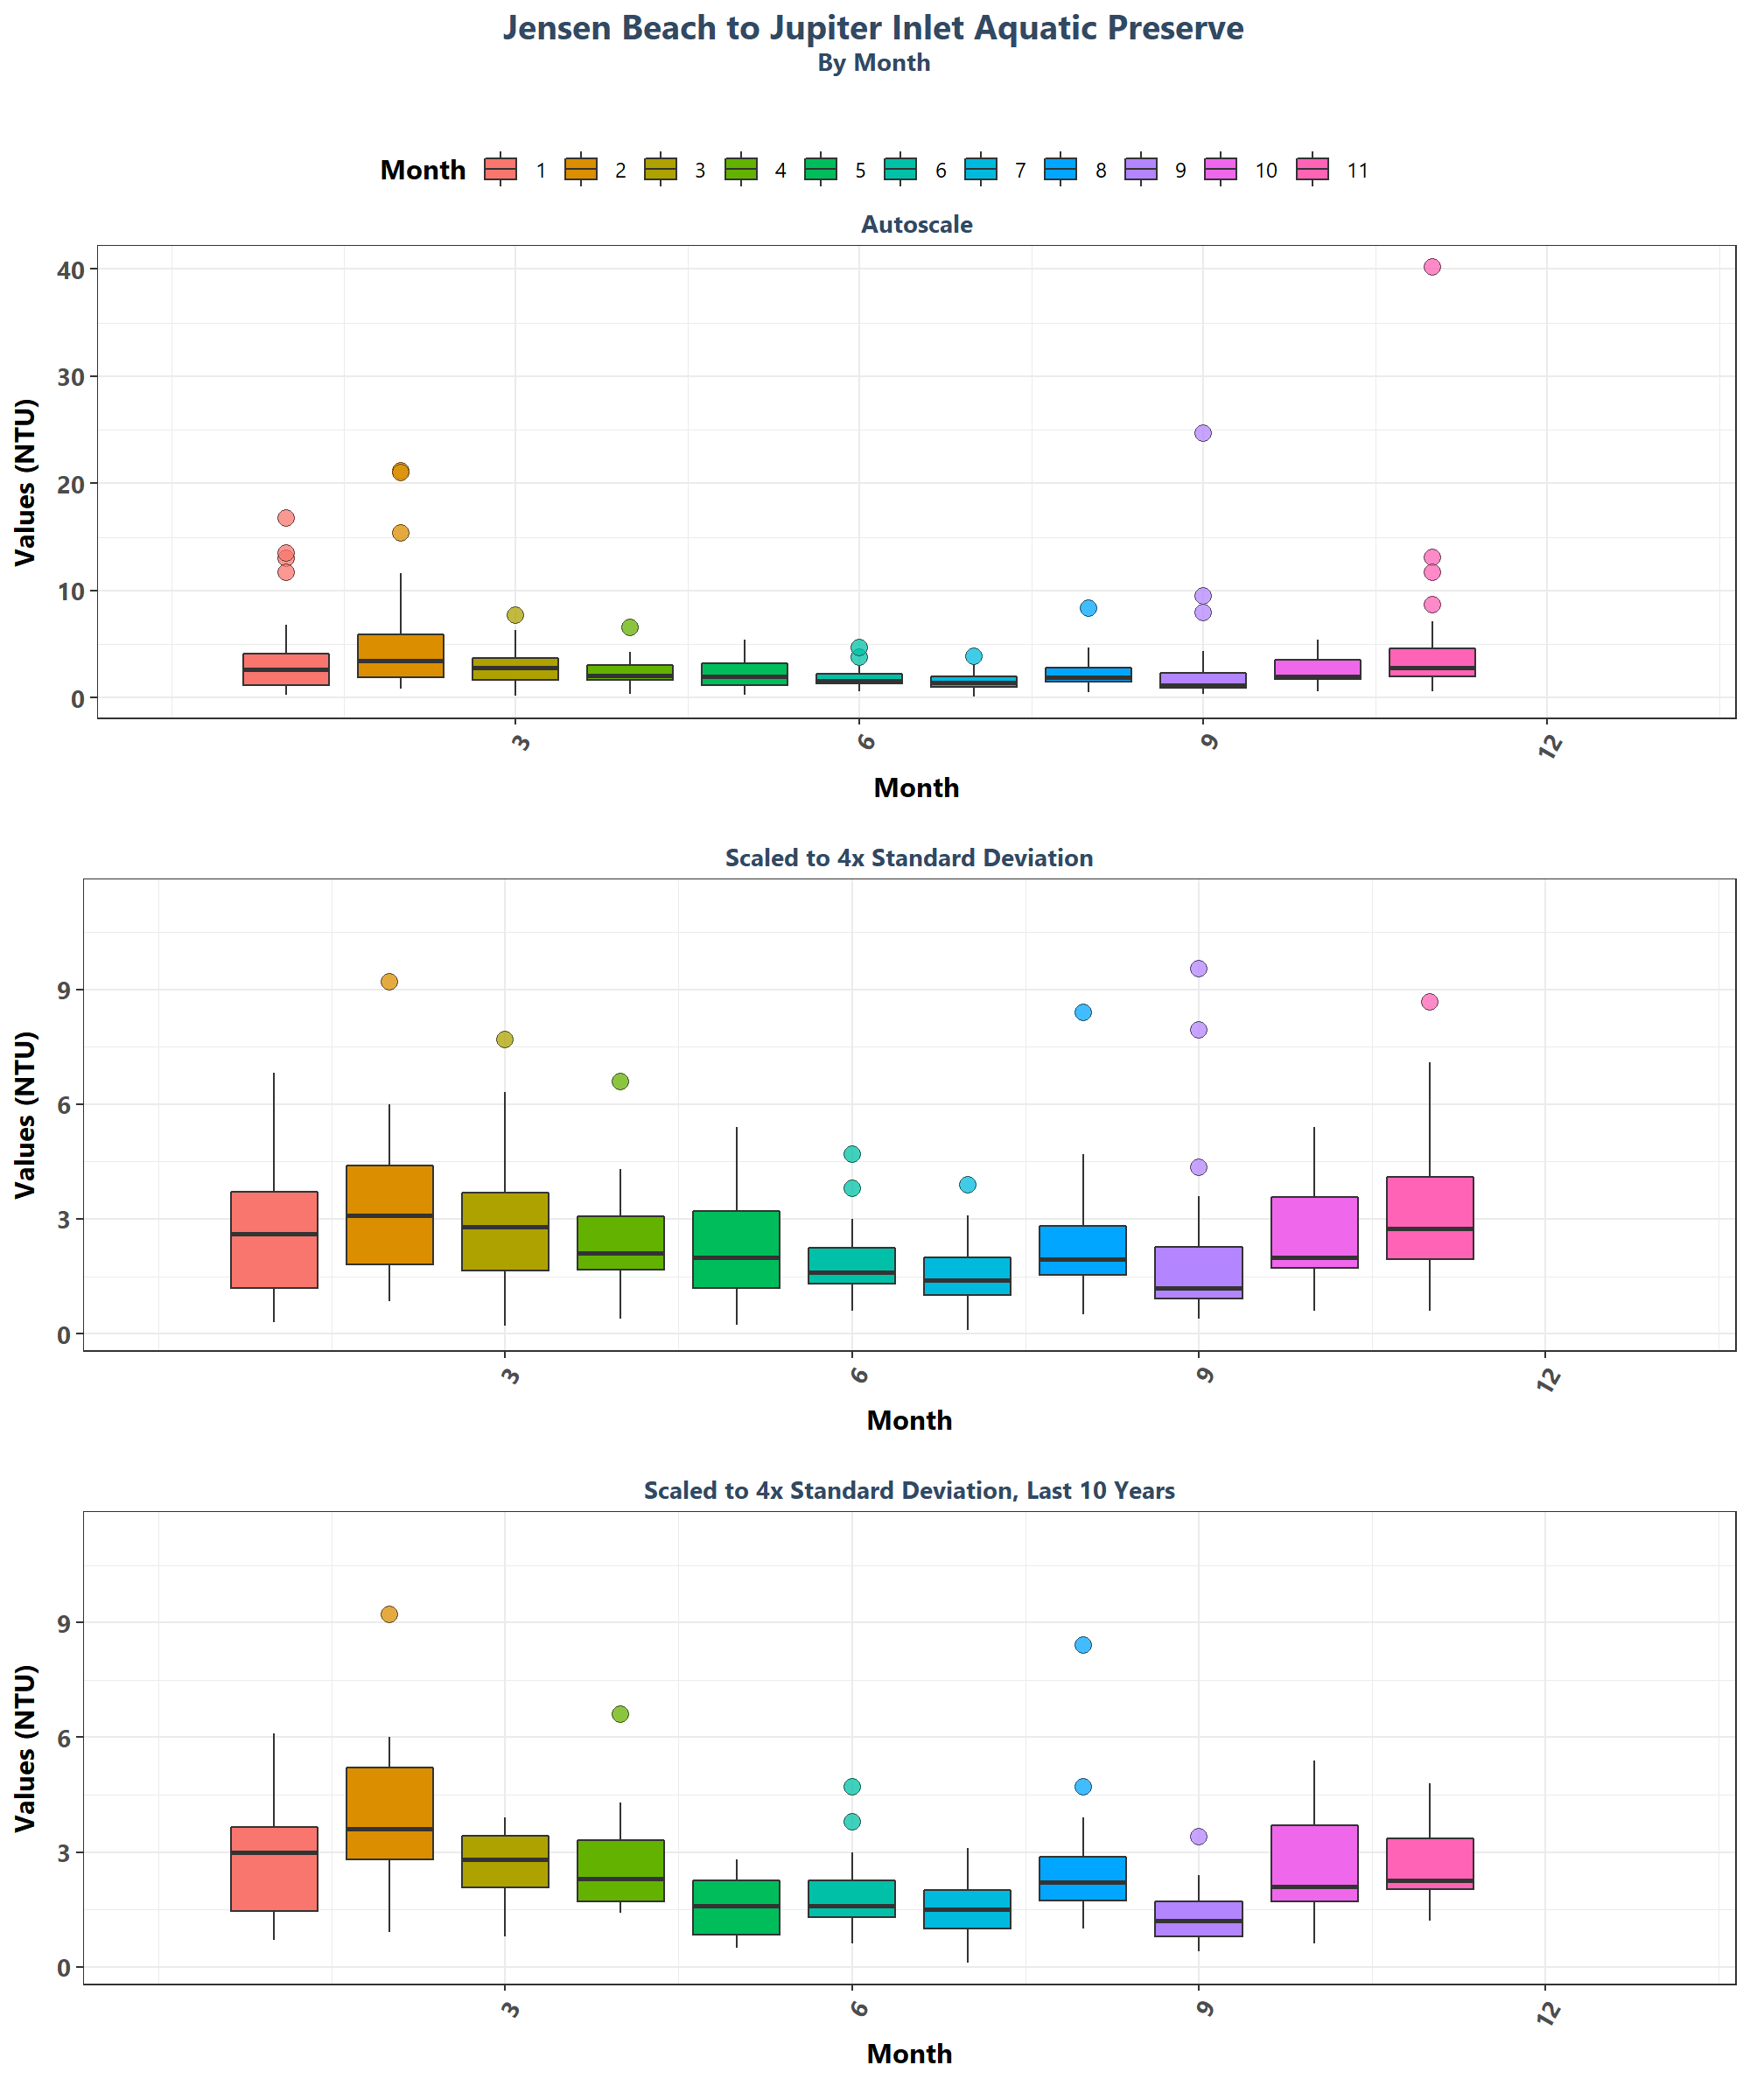 Jensen Beach to Jupiter Inlet Aquatic Preserve
By Month
Month 1 2 3 4 5 6 7 8 9 10 11
Autoscale
Values (NTU)
40
30
20
10
0
3 6 9 12
Month
Scaled to 4x Standard Deviation
Values (NTU)
9
6
3
0
3 6 9 12
Month
Scaled to 4x Standard Deviation, Last 10 Years
Values (NTU)
9
6
3
0
3 6 9 12
Month